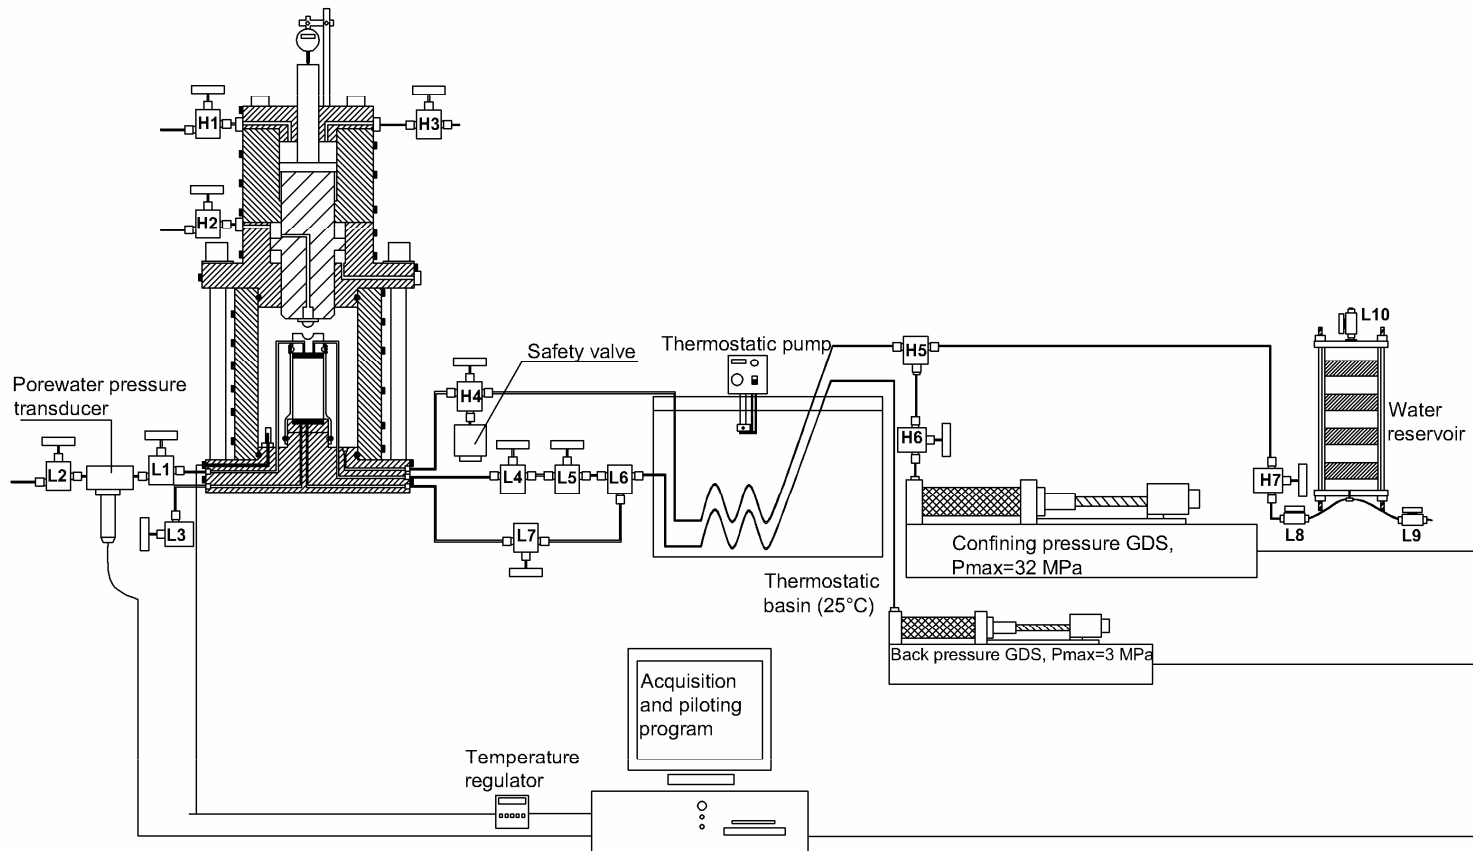 H1
H3
H2
L10
Safety valve
Thermostatic pump
H5
Porewater pressure
transducer
H4
Water
reservoir
H6
L2
L1
L4
L5
L6
H7
L3
L7
L8
L9
Confining pressure GDS,
Pmax=32 MPa
Thermostatic
basin (25°C)
Back pressure GDS, Pmax=3 MPa
Acquisition
and piloting
program
Temperature
regulator